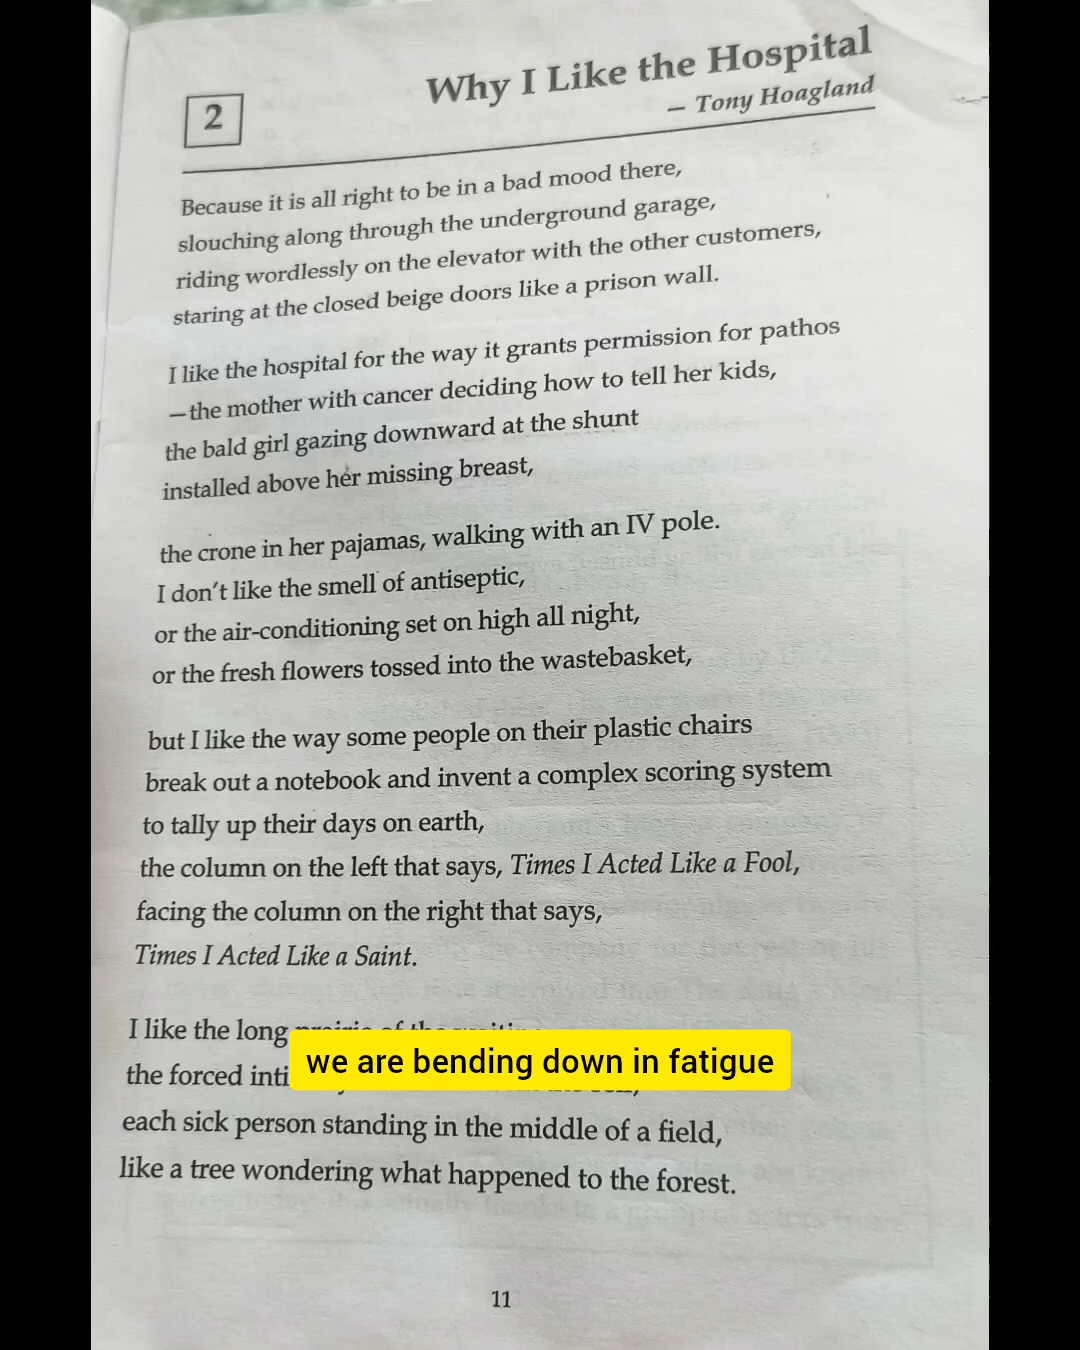 2
Why I Like the Hospital
— Tony Hoagland
Because it is all right to be in a bad mood there,
slouching along through the underground garage,
riding wordlessly on the elevator with the other customers,
staring at the closed beige doors like a prison wall.
I like the hospital for the way it grants permission for pathos
—the mother with cancer deciding how to tell her kids,
the bald girl gazing downward at the shunt
installed above her missing breast,
the crone in her pajamas, walking with an IV pole.
I don't like the smell of antiseptic,
or the air-conditioning set on high all night,
or the fresh flowers tossed into the wastebasket,
but I like the way some people on their plastic chairs
break out a notebook and invent a complex scoring system
to tally up their days on earth,
the column on the left that says, Times I Acted Like a Fool,
facing the column on the right that says,
Times I Acted Like a Saint.
I like the long
we are bending down in fatigue
the forced
each sick person standing in the middle of a field,
like a tree wondering what happened to the forest.
11